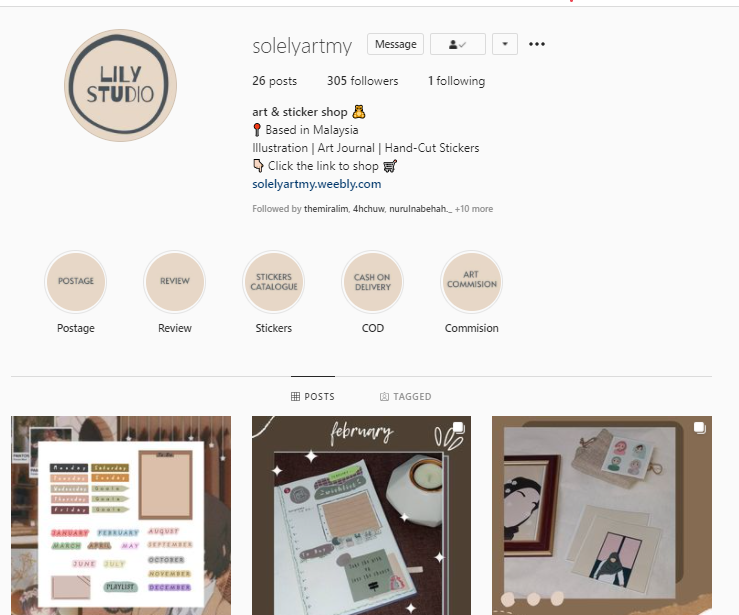 solelyartmy Message
26 posts 305 followers 1 following
art & sticker shop
Based in Malaysia
Illustration | Art Journal | Hand-Cut Stickers
Click the link to shop
solelyartmy.weebly.com
Followed by themiralim, 4hchuw, nurulnabehah._ +10 more
LILY
STUDIO
POSTAGE
REVIEW
STICKERS
CATALOGUE
CASH ON
DELIVERY
ART
COMMISION
Postage Review Stickers COD Commision
POSTS TAGGED
Monday Saturday
Tuesday Sunday
Wednesday Goals
Thursday Goals
Friday Goals
JANUARY FEBRUARY AUGUST
MARCH APRIL MAY SEPTEMBER
JUNE JULY OCTOBER
NOVEMBER
PLAYLIST DECEMBER
february
wishlist
To Do